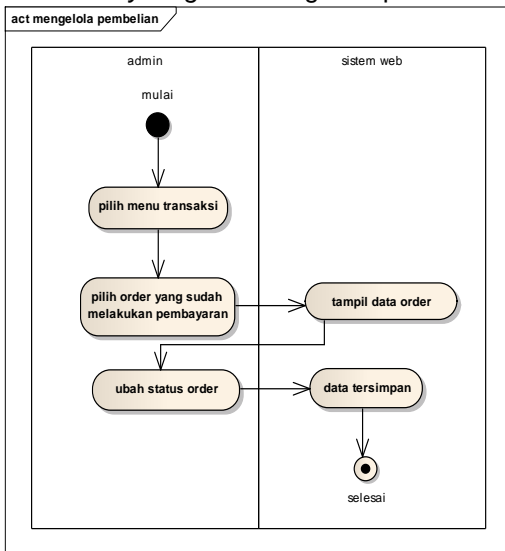 act mengelola pembelian
admin
sistem web
mulai
pilih menu transaksi
pilih order yang sudah
melakukan pembayaran
tampil data order
ubah status order
data tersimpan
selesai